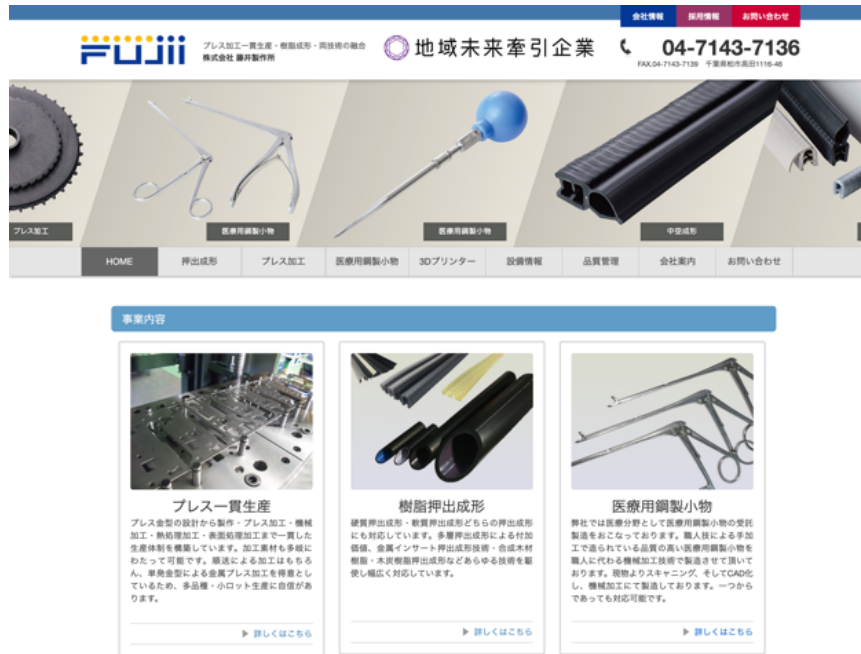 会社情報 採用情報 お問い合わせ
FUJII
プレス加工一貫生産・樹脂成形・両技術の融合
株式会社 藤井製作所
地域未来牽引企業
04-7143-7136
FAX.04-7143-7139 千葉県柏市高田1116-46
プレス加工 医療用鋼製小物 医療用鋼製小物 中空成形
HOME 押出成形 プレス加工 医療用鋼製小物 3Dプリンター 設備情報 品質管理 会社案内 お問い合わせ
事業内容
プレス一貫生産
プレス金型の設計から製作・プレス加工・機械
加工・熱処理加工・表面処理加工まで一貫した
生産体制を構築しています。加工素材も多岐に
わたって可能です。順送による加工はもちろ
ん、単発金型による金属プレス加工を得意とし
ているため、多品種・小ロット生産に自信があ
ります。
▶ 詳しくはこちら
樹脂押出成形
硬質押出成形・軟質押出成形どちらの押出成形
にも対応しています。多層押出成形による付加
価値、金属インサート押出成形技術・合成木材
樹脂・木炭樹脂押出成形などあらゆる技術を駆
使し幅広く対応しています。
▶ 詳しくはこちら
医療用鋼製小物
弊社では医療分野として医療用鋼製小物の受託
製造をおこなっております。職人技による手加
工で造られている品質の高い医療用鋼製小物を
職人に代わる機械加工技術で製造させて頂いて
おります。現物よりスキャニング、そしてCAD化
し、機械加工にて製造しております。一つから
であっても対応可能です。
▶ 詳しくはこちら